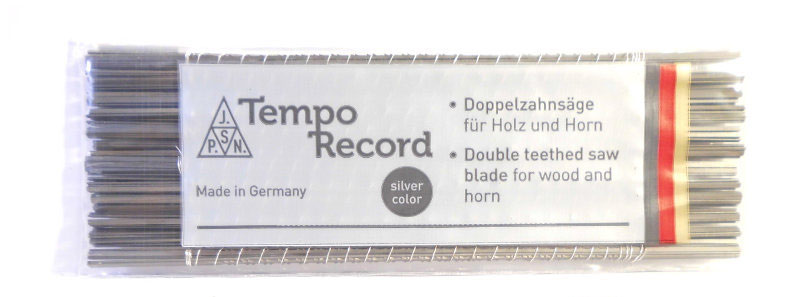 J.
P. S. N.
Tempo
Record
Made in Germany
silver
color
• Doppelzahnsäge
für Holz und Horn
• Double teethed saw
blade for wood and
horn